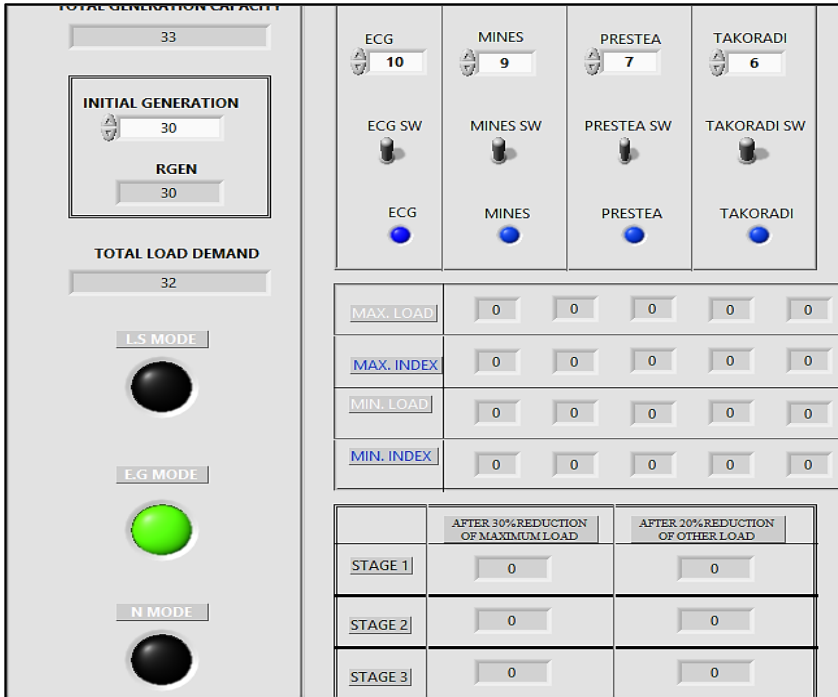 TOTAL GENERATION CAPACITY
33
INITIAL GENERATION
30
RGEN
30
TOTAL LOAD DEMAND
32
L.S MODE
E.G MODE
N MODE
ECG MINES PRESTEA TAKORADI
10 9 7 6
ECG SW MINES SW PRESTEA SW TAKORADI SW
ECG MINES PRESTEA TAKORADI
MAX. LOAD 0 0 0 0 0
MAX. INDEX 0 0 0 0 0
MIN. LOAD 0 0 0 0 0
MIN. INDEX 0 0 0 0 0
AFTER 30%REDUCTION AFTER 20%REDUCTION
OF MAXIMUM LOAD OF OTHER LOAD
STAGE 1 0 0
STAGE 2 0 0
STAGE 3 0 0